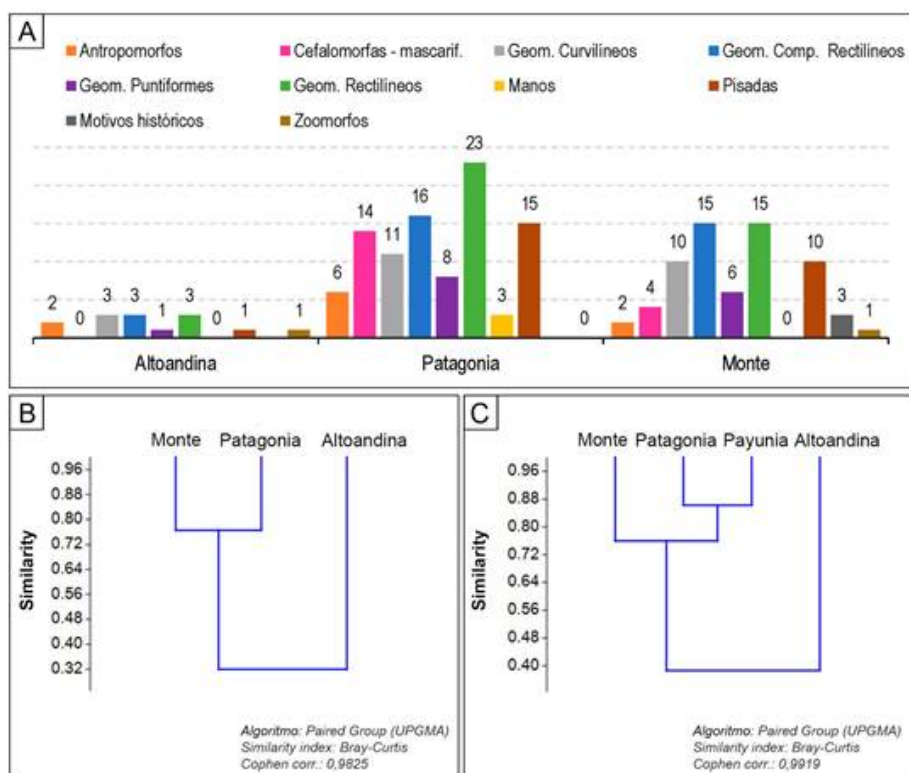 A
Antropomorfos Cefalomorfas - mascarif. Geom. Curvilineos Geom. Comp. Rectilineos
Geom. Puntiformes Geom. Rectilineos Manos Pisadas
Motivos históricos Zoomorfos
2 0 3 3 1 3 0 1 1
6 14 11 16 8 23 3 15 0
2 4 10 15 6 15 0 10 3 1
Altoandina Patagonia Monte
B
Monte Patagonia Altoandina
Similarity
0.96
0.88
0.80
0.72
0.64
0.56
0.48
0.40
0.32
Algoritmo: Paired Group (UPGMA)
Similarity index: Bray-Curtis
Cophen corr.: 0,9825
C
Monte Patagonia Payunia Altoandina
Similarity
0.96
0.88
0.80
0.72
0.64
0.56
0.48
0.40
Algoritmo: Paired Group (UPGMA)
Similarity index: Bray-Curtis
Cophen corr.: 0,9919